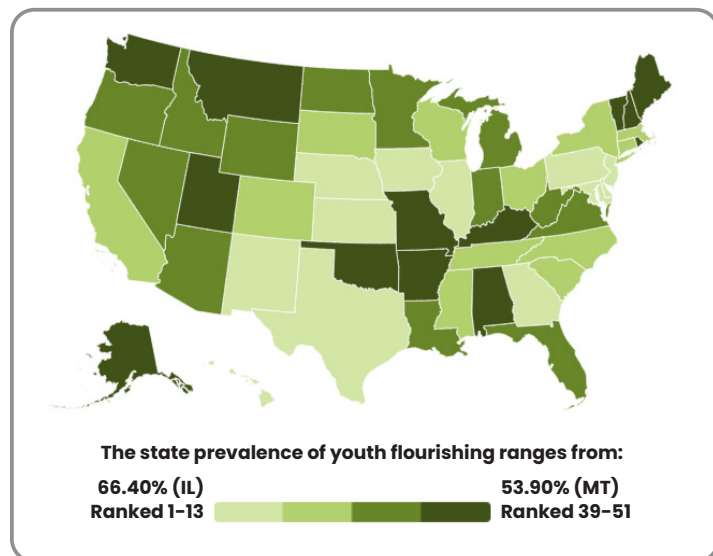 The state prevalence of youth flourishing ranges from:
66.40% (IL)
Ranked 1-13
53.90% (MT)
Ranked 39-51